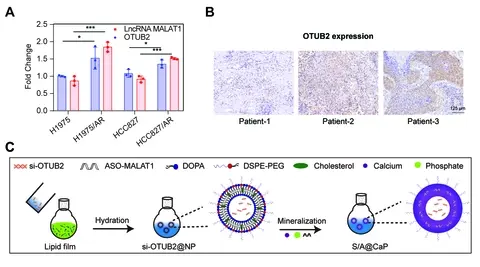 A
LncRNA MALAT1
OTUB2
***
*
*
***
Fold Change
2.5
2.0
1.5
1.0
0.5
0.0
H1975
H1975/AR
HCC827
HCC827/AR
B
OTUB2 expression
125 μm
Patient-1
Patient-2
Patient-3
C
si-OTUB2
ASO-MALAT1
DOPA
DSPE-PEG
Cholesterol
Calcium
Phosphate
Hydration
Mineralization
Lipid film
si-OTUB2@NP
S/A@CaP